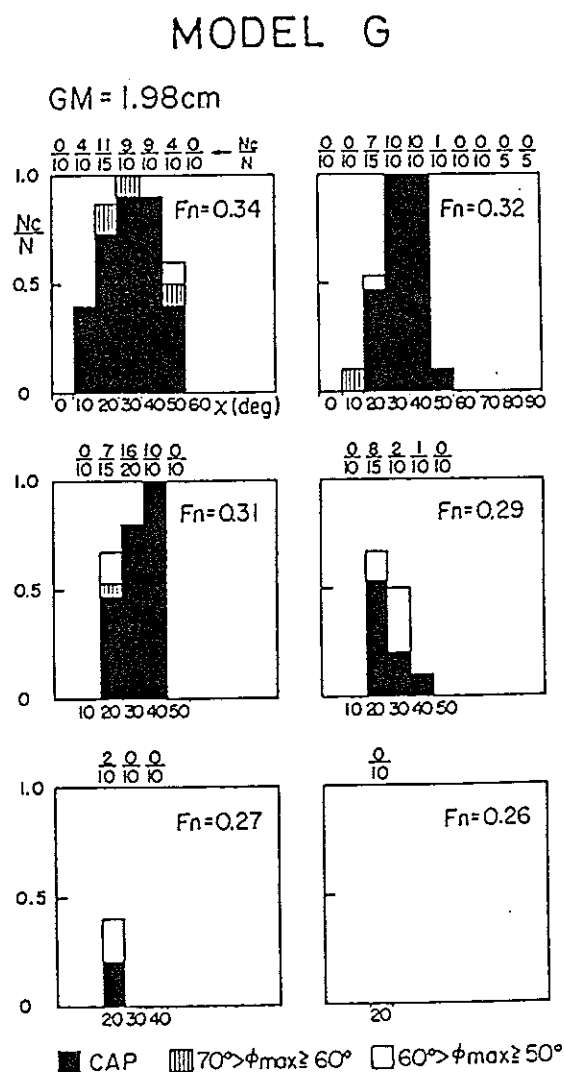 MODEL G
GM = 1.98cm
0/10 4/10 11/15 9/10 9/10 4/10 0/10 ← Nc/N
0/10 0/10 7/15 10/10 10/10 1/10 0/10 0/10 0/5 0/5
1.0
Nc/N
0.5
0
Fn=0.34
Fn=0.32
0 10 20 30 40 50 60 χ(deg)
0 10 20 30 40 50 60 70 80 90
0/10 7/15 16/20 10/10 0/10
0/10 8/15 2/10 1/10 0/10
1.0
0.5
0
Fn=0.31
Fn=0.29
10 20 30 40 50
10 20 30 40 50
2/10 0/10 0/10
0/10
1.0
0.5
0
Fn=0.27
Fn=0.26
20 30 40
20
CAP 70°>ϕmax≧60° 60°>ϕmax≧50°